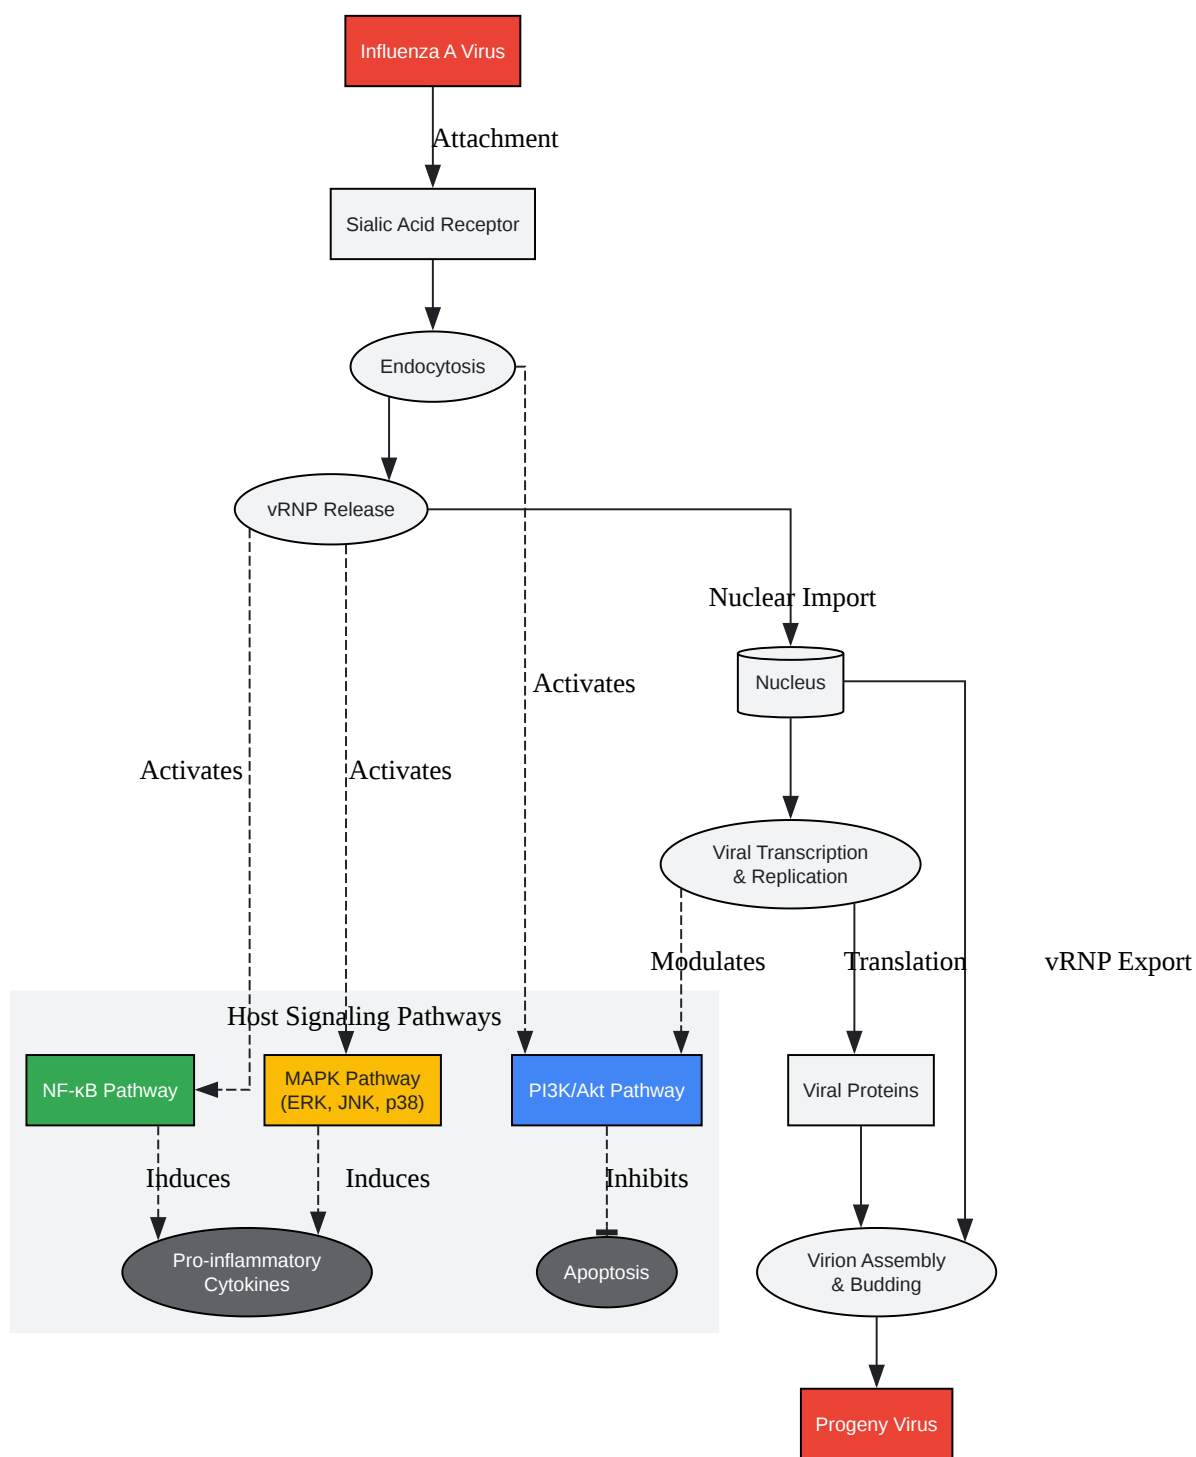 Influenza A Virus
Attachment
Sialic Acid Receptor
Endocytosis
vRNP Release
Nuclear Import
Nucleus
Activates
Activates
Activates
Viral Transcription
& Replication
Modulates
Translation
vRNP Export
Host Signaling Pathways
NF-κB Pathway
MAPK Pathway
(ERK, JNK, p38)
PI3K/Akt Pathway
Viral Proteins
Induces
Induces
Inhibits
Pro-inflammatory
Cytokines
Apoptosis
Virion Assembly
& Budding
Progeny Virus